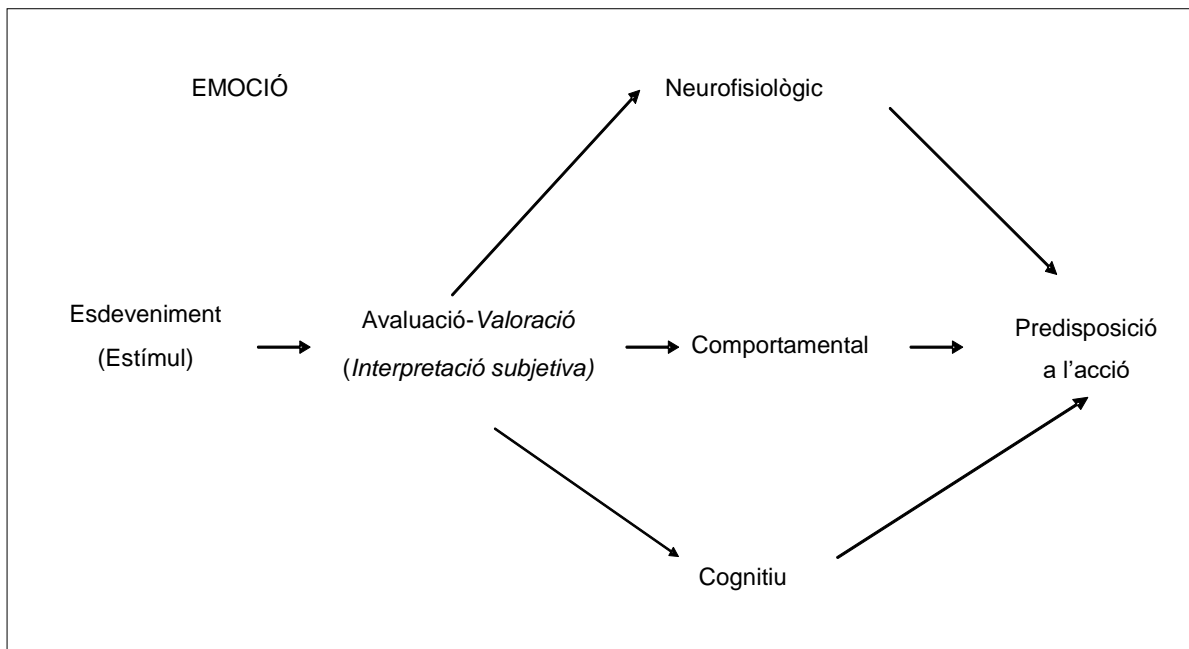 EMOCIÓ
Neurofisiològic
Esdeveniment
(Estímul)
Avaluació-Valoració
(Interpretació subjetiva)
Comportamental
Predisposició
a l’acció
Cognitiu